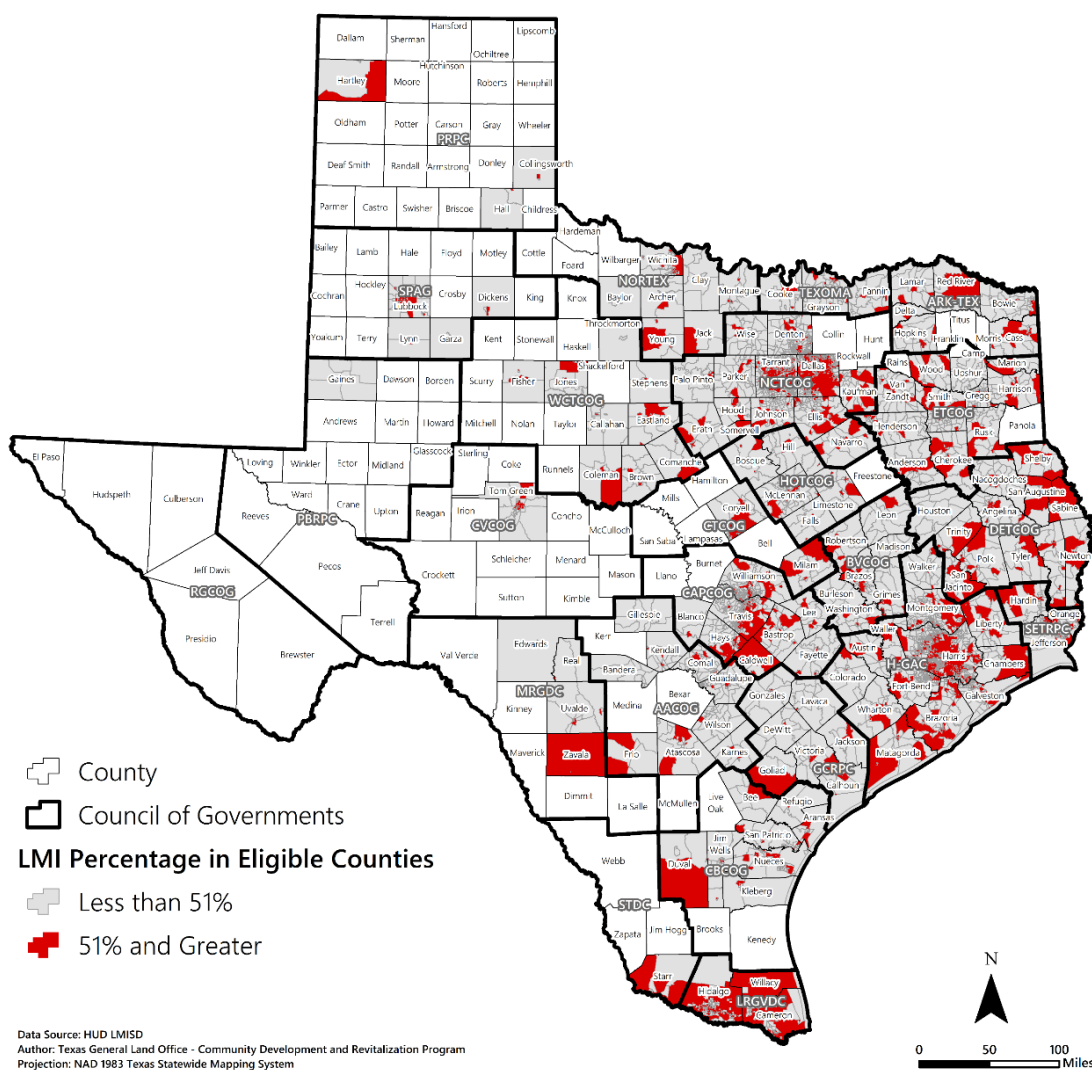 Dallam
Sherman
Hansford
Ochiltree
Lipscomb
Hartley
Moore
Hutchinson
Roberts
Hemphill
Oldham
Potter
Carson
Gray
Wheeler
PRPC
Deaf Smith
Randall
Armstrong
Donley
Collingsworth
Parmer
Castro
Swisher
Briscoe
Hall
Childress
Bailey
Lamb
Hale
Floyd
Motley
Cottle
Hardeman
Foard
Wilbarger
Wichita
NORTEX
Clay
Montague
Cooke
TEXOMA
Grayson
Fannin
Lamar
Red River
ARK-TEX
Bowie
Delta
Titus
Hopkins
Franklin
Morris
Cass
Camp
Cochran
Hockley
SPAG
Lubbock
Crosby
Dickens
King
Knox
Baylor
Archer
Throckmorton
Young
Jack
Wise
Denton
Collin
Hunt
Rockwall
Rains
Yoakum
Terry
Lynn
Garza
Kent
Stonewall
Haskell
Shackelford
Stephens
Palo Pinto
Parker
Tarrant
Dallas
NCTCOG
Kaufman
Van
Zandt
Wood
Upshur
Marion
Harrison
Smith
Gregg
ETCOG
Gaines
Dawson
Borden
Scurry
Fisher
Jones
WCTCOG
Callahan
Eastland
Hood
Johnson
Ellis
Somervell
Erath
Navarro
Henderson
Rusk
Panola
Andrews
Martin
Howard
Mitchell
Nolan
Taylor
Comanche
Bosque
Hill
Anderson
Cherokee
Shelby
Nacogdoches
San Augustine
El Paso
Hudspeth
Culberson
Loving
Winkler
Ector
Midland
Glasscock
Sterling
Coke
Runnels
Coleman
Brown
Hamilton
HOTCOG
Freestone
McLennan
Limestone
Leon
Houston
Angelina
Sabine
DETCOG
Trinity
Ward
Crane
Upton
Reagan
Irion
Tom Green
CVCOG
Concho
McCulloch
Mills
San Saba
Lampasas
Coryell
CTCOG
Bell
Falls
Robertson
Madison
Walker
Polk
Tyler
Newton
Reeves
PBRPC
Pecos
Jeff Davis
RGCOG
Presidio
Brewster
Terrell
Crockett
Schleicher
Menard
Mason
Sutton
Kimble
Llano
Burnet
Williamson
Milam
BVCOG
Brazos
Burleson
Grimes
Washington
San
Jacinto
Montgomery
Liberty
Hardin
Orange
SETRPC
Jefferson
CAPCOG
Travis
Lee
Bastrop
Blanco
Hays
Caldwell
Fayette
Waller
Austin
H-GAC
Harris
Chambers
Fort Bend
Galveston
Colorado
Wharton
Brazoria
Matagorda
Val Verde
Edwards
Real
Kerr
Gillespie
Kendall
Bandera
Comal
Guadalupe
MRGDC
Kinney
Uvalde
Medina
Bexar
AACOG
Wilson
Gonzales
Lavaca
DeWitt
Jackson
Victoria
GCRPC
Calhoun
Goliad
Maverick
Zavala
Frio
Atascosa
Karnes
Dimmit
La Salle
McMullen
Live
Oak
Bee
Refugio
Aransas
San Patricio
Jim
Wells
Nueces
Duval
CBCOG
Kleberg
Webb
STDC
Zapata
Jim Hogg
Brooks
Kenedy
Starr
Hidalgo
Willacy
LRGVDC
Cameron
County
Council of Governments
LMI Percentage in Eligible Counties
Less than 51%
51% and Greater
N
0 50 100
Miles
Data Source: HUD LMISD
Author: Texas General Land Office - Community Development and Revitalization Program
Projection: NAD 1983 Texas Statewide Mapping System